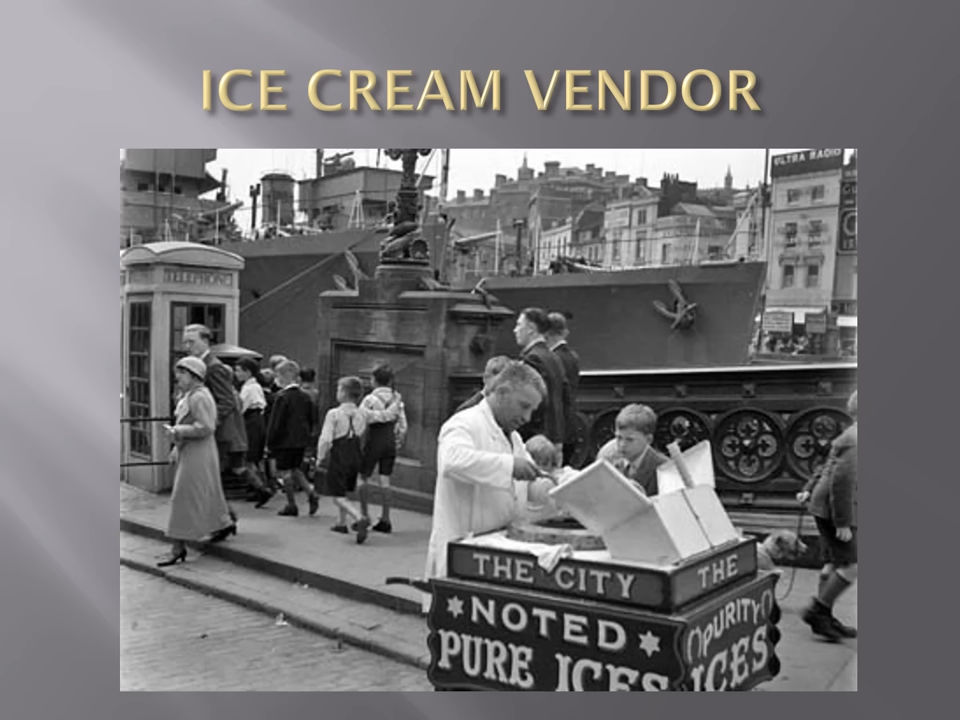 ICE CREAM VENDOR
ULTRA RADIO
TELEPHONE
THE CITY
THE
NOTED
PURE ICES
PURITY
ICES